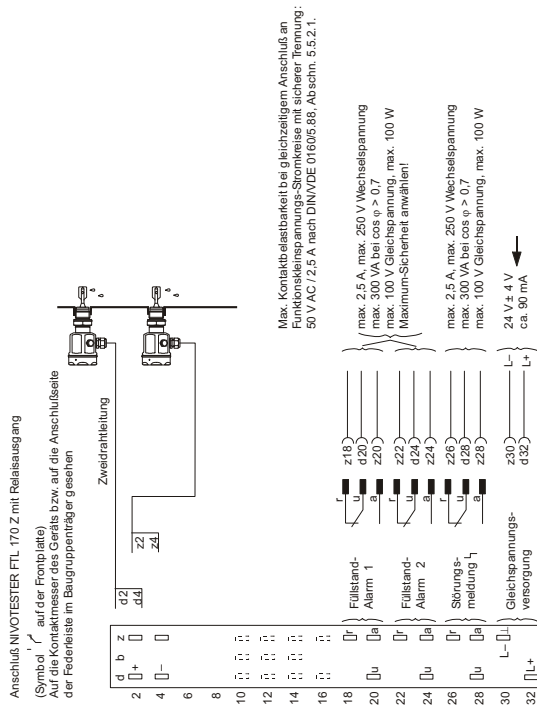 Anschluß NIVOTESTER FTL 170 Z mit Relaisausgang
(Symbol auf der Frontplatte)
Auf die Kontaktmesser des Geräts bzw. auf die Anschlußseite
der Federleiste im Baugruppenträger gesehen
Zweidrahtleitung
d2
d4
z2
z4
Max. Kontaktbelastbarkeit bei gleichzeitigem Anschluß an
Funktionskleinspannungs-Stromkreise mit sicherer Trennung:
50 V AC / 2,5 A nach DIN/VDE 0160/5.88, Abschn. 5.5.2.1.
d b z
2 +
4 –
6
8
10
12
14
16
18 r
20 u a
22 r
24 u a
26 r
28 u a
30 L–
32 L+
Füllstand-
Alarm 1
r z18
u d20
a z20
Füllstand-
Alarm 2
r z22
u d24
a z24
max. 2,5 A, max. 250 V Wechselspannung
max. 300 VA bei cos φ > 0,7
max. 100 V Gleichspannung, max. 100 W
Maximum-Sicherheit anwählen!
Störungs-
meldung
r z26
u d28
a z28
max. 2,5 A, max. 250 V Wechselspannung
max. 300 VA bei cos φ > 0,7
max. 100 V Gleichspannung, max. 100 W
Gleichspannungs-
versorgung
z30 L–
d32 L+
24 V ± 4 V
ca. 90 mA